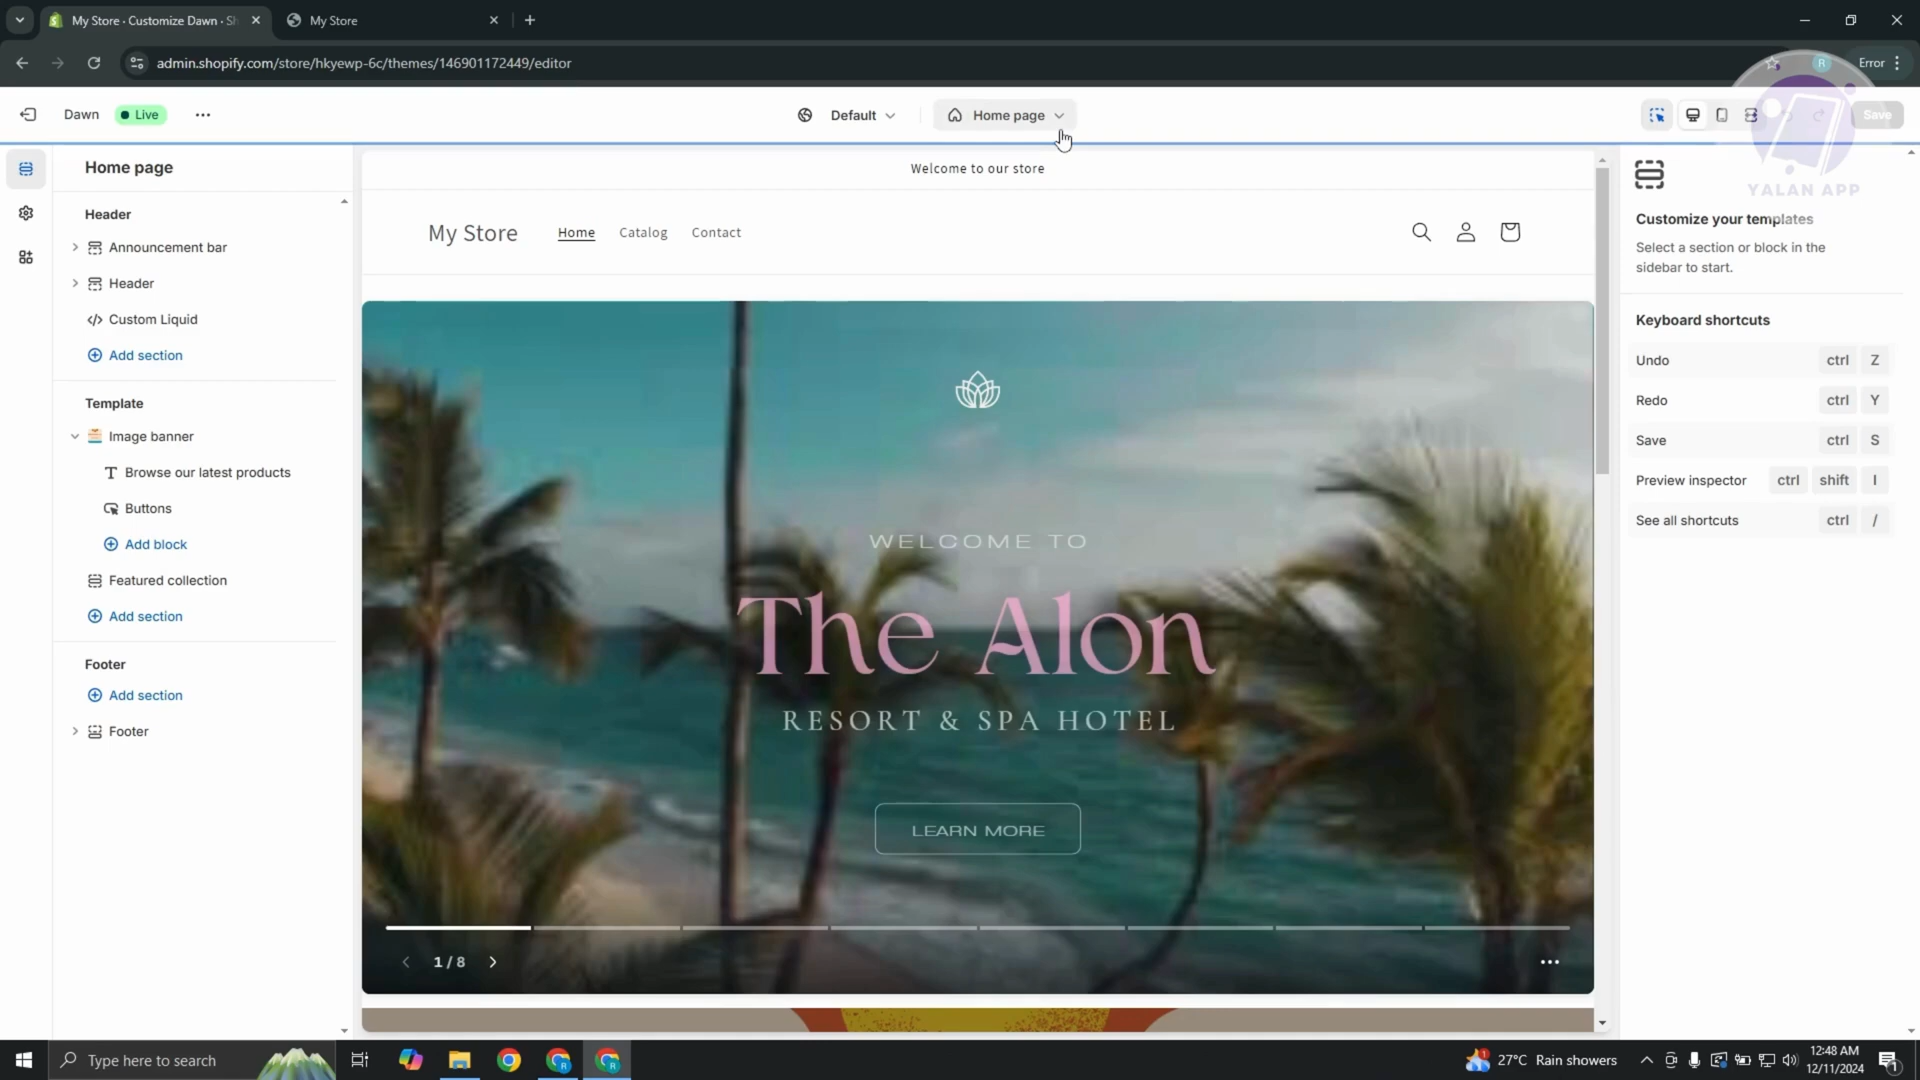 My Store · Customize Dawn · Sh
My Store
admin.shopify.com/store/hkyewp-6c/themes/146901172449/editor
R
Error
Dawn
Live
Default
Home page
Save
YALAN APP
Home page
Header
Announcement bar
Header
Custom Liquid
Add section
Template
Image banner
Browse our latest products
Buttons
Add block
Featured collection
Add section
Footer
Add section
Footer
Welcome to our store
My Store
Home
Catalog
Contact
WELCOME TO
The Alon
RESORT & SPA HOTEL
LEARN MORE
1 / 8
Customize your templates
Select a section or block in the
sidebar to start.
Keyboard shortcuts
Undo ctrl Z
Redo ctrl Y
Save ctrl S
Preview inspector ctrl shift I
See all shortcuts ctrl /
Type here to search
27°C Rain showers
12:48 AM
12/11/2024